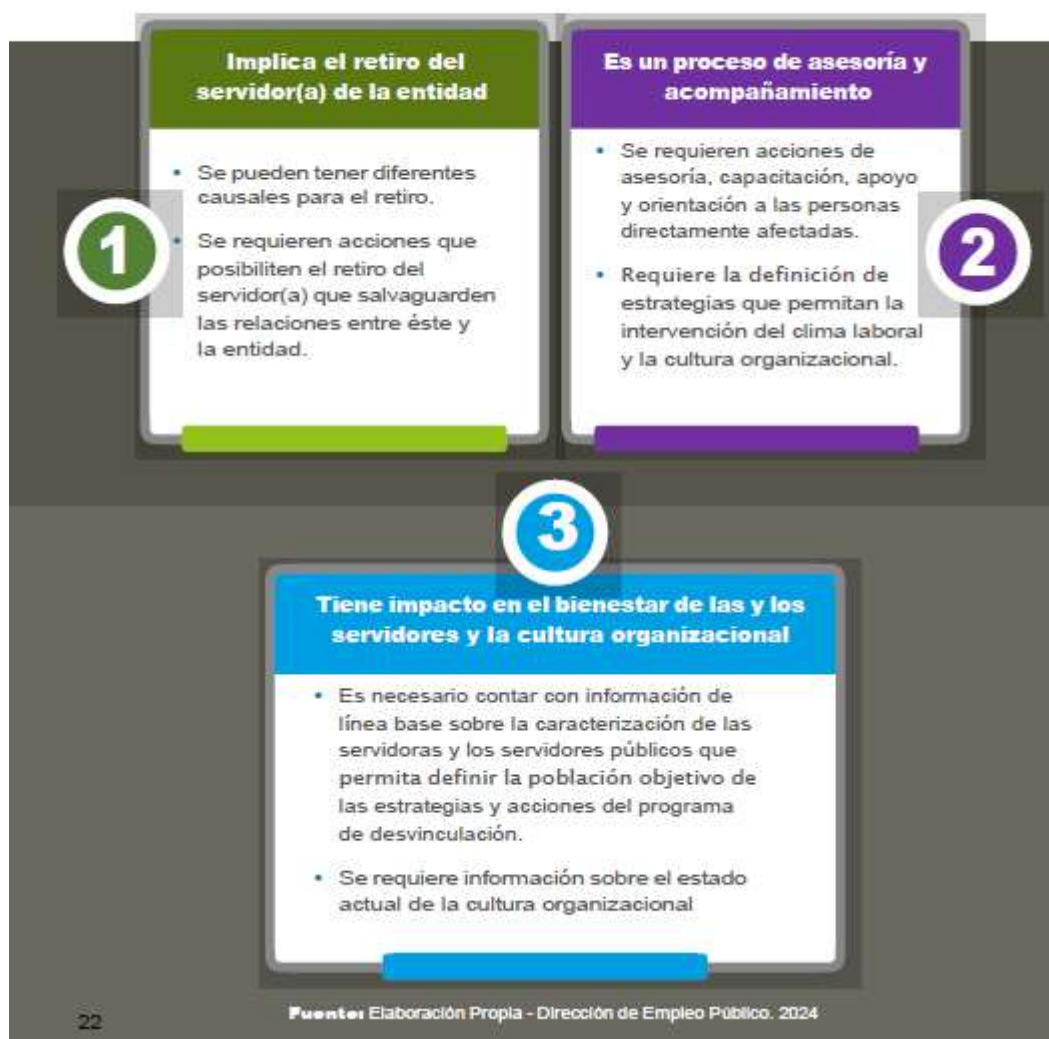 Implica el retiro del
servidor(a) de la entidad
• Se pueden tener diferentes
causales para el retiro.
• Se requieren acciones que
posibiliten el retiro del
servidor(a) que salvaguarden
las relaciones entre éste y
la entidad.
1
Es un proceso de asesoría y
acompañamiento
• Se requieren acciones de
asesoría, capacitación, apoyo
y orientación a las personas
directamente afectadas.
• Requiere la definición de
estrategias que permitan la
intervención del clima laboral
y la cultura organizacional.
2
3
Tiene impacto en el bienestar de las y los
servidores y la cultura organizacional
• Es necesario contar con información de
línea base sobre la caracterización de las
servidoras y los servidores públicos que
permita definir la población objetivo de
las estrategias y acciones del programa
de desvinculación.
• Se requiere información sobre el estado
actual de la cultura organizacional
22
Fuente: Elaboración Propia - Dirección de Empleo Público. 2024